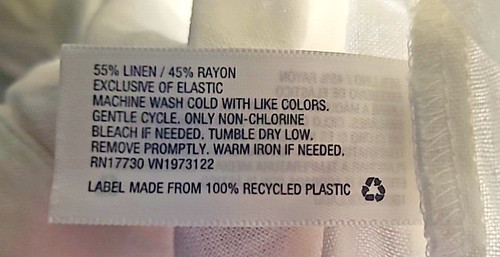 55% LINEN / 45% RAYON
EXCLUSIVE OF ELASTIC
MACHINE WASH COLD WITH LIKE COLORS.
GENTLE CYCLE. ONLY NON-CHLORINE
BLEACH IF NEEDED. TUMBLE DRY LOW.
REMOVE PROMPTLY. WARM IRON IF NEEDED.
RN17730 VN1973122
LABEL MADE FROM 100% RECYCLED PLASTIC